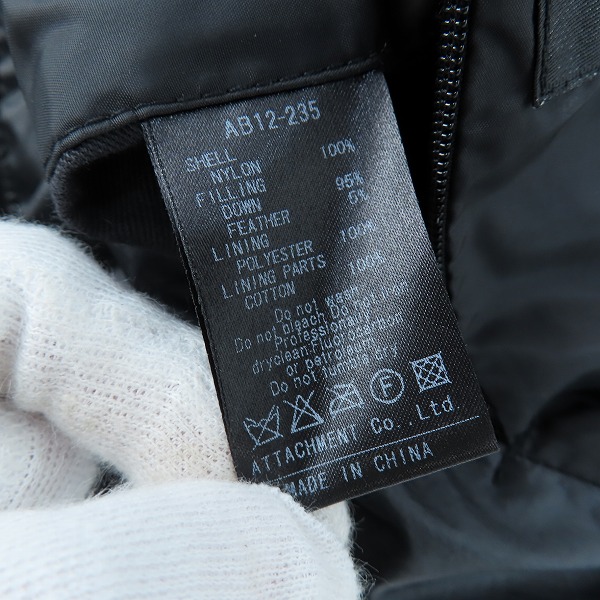 AB12-235
SHELL
NYLON 100%
FILLING
DOWN 95%
FEATHER 5%
LINING
POLYESTER 100%
LINING PARTS
COTTON 100%
Do not wash
Do not bleach Do not iron
Professionally
dryclean fluorocarbon
or petroleum
Do not tumbling dry
F
ATTACHMENT Co.Ltd.
MADE IN CHINA